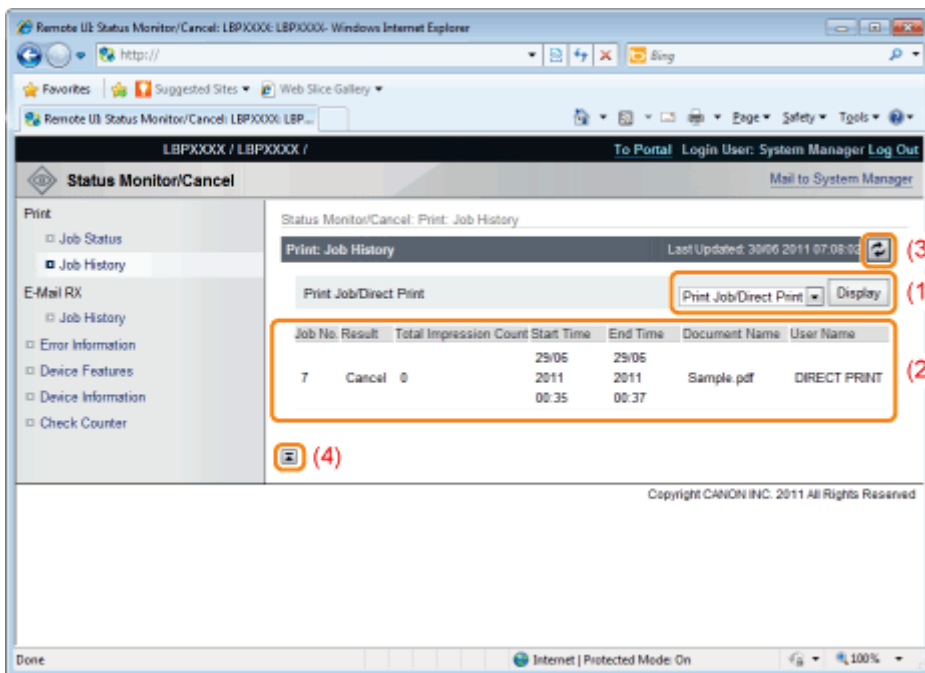 Remote UI: Status Monitor/Cancel: LBPXXXX: LBPXXXX- Windows Internet Explorer
http://
Bing
Favorites Suggested Sites Web Slice Gallery
Remote UI: Status Monitor/Cancel: LBPXXXX: LBP... Page Safety Tools
LBPXXXX / LBPXXXX / To Portal Login User: System Manager Log Out
Status Monitor/Cancel Mail to System Manager
Print
Job Status
Job History
E-Mail RX
Job History
Error Information
Device Features
Device Information
Check Counter
Status Monitor/Cancel: Print: Job History
Print: Job History Last Updated: 30/06 2011 07:08:02 (3
Print Job/Direct Print Print Job/Direct Print Display (1
Job No. Result Total Impression Count Start Time End Time Document Name User Name
29/06 29/06
7 Cancel 0 2011 2011 Sample.pdf DIRECT PRINT (2
00:35 00:37
(4)
Copyright CANON INC. 2011 All Rights Reserved
Done Internet | Protected Mode: On 100%